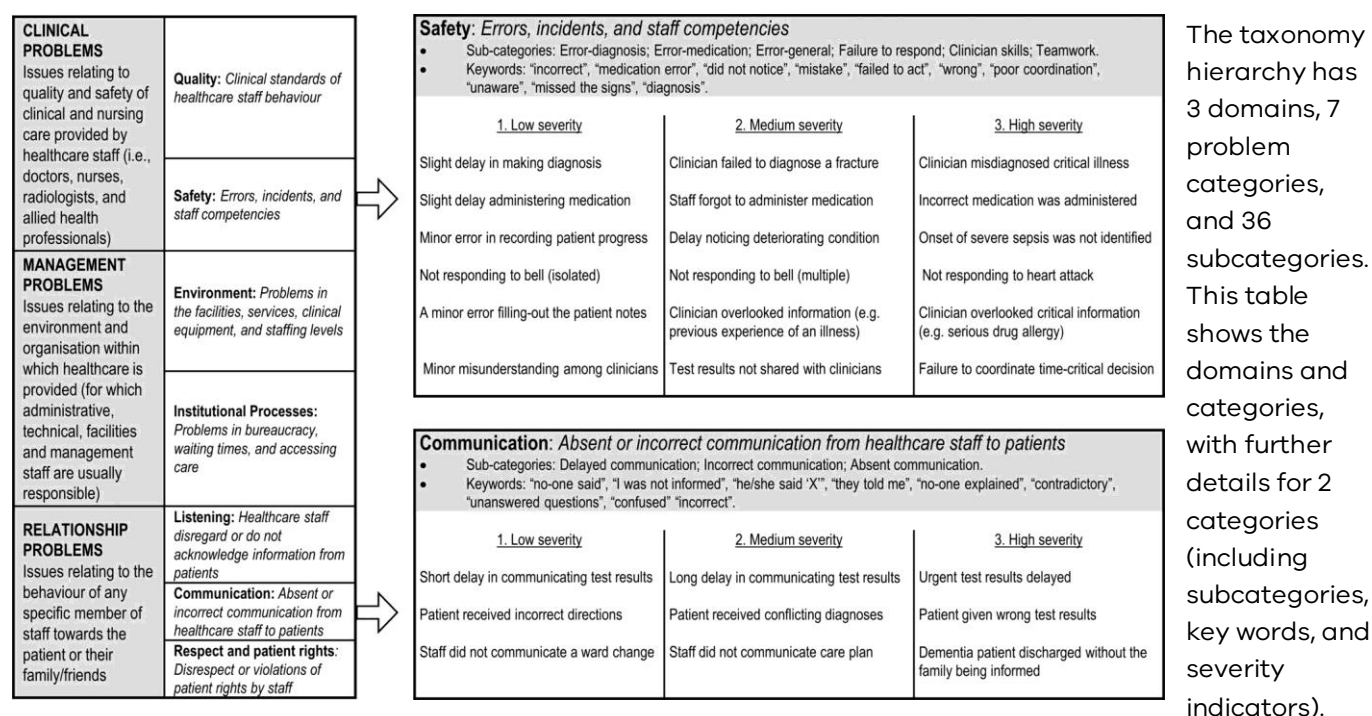 CLINICAL
PROBLEMS
Issues relating to
quality and safety of
clinical and nursing
care provided by
healthcare staff (i.e.,
doctors, nurses,
radiologists, and
allied health
professionals)
Quality: Clinical standards of
healthcare staff behaviour
Safety: Errors, incidents, and
staff competencies
MANAGEMENT
PROBLEMS
Issues relating to the
environment and
organisation within
which healthcare is
provided (for which
administrative,
technical, facilities
and management
staff are usually
responsible)
Environment: Problems in
the facilities, services, clinical
equipment, and staffing levels
Institutional Processes:
Problems in bureaucracy,
waiting times, and accessing
care
RELATIONSHIP
PROBLEMS
Issues relating to the
behaviour of any
specific member of
staff towards the
patient or their
family/friends
Listening: Healthcare staff
disregard or do not
acknowledge information from
patients
Communication: Absent or
incorrect communication from
healthcare staff to patients
Respect and patient rights:
Disrespect or violations of
patient rights by staff
Safety: Errors, incidents, and staff competencies
• Sub-categories: Error-diagnosis; Error-medication; Error-general; Failure to respond; Clinician skills; Teamwork.
• Keywords: “incorrect”, “medication error”, “did not notice”, “mistake”, “failed to act”, “wrong”, “poor coordination”,
“unaware”, “missed the signs”, “diagnosis”.
1. Low severity
Slight delay in making diagnosis
Slight delay administering medication
Minor error in recording patient progress
Not responding to bell (isolated)
A minor error filling-out the patient notes
Minor misunderstanding among clinicians
2. Medium severity
Clinician failed to diagnose a fracture
Staff forgot to administer medication
Delay noticing deteriorating condition
Not responding to bell (multiple)
Clinician overlooked information (e.g.
previous experience of an illness)
Test results not shared with clinicians
3. High severity
Clinician misdiagnosed critical illness
Incorrect medication was administered
Onset of severe sepsis was not identified
Not responding to heart attack
Clinician overlooked critical information
(e.g. serious drug allergy)
Failure to coordinate time-critical decision
Communication: Absent or incorrect communication from healthcare staff to patients
• Sub-categories: Delayed communication; Incorrect communication; Absent communication.
• Keywords: “no-one said”, “I was not informed”, “he/she said ‘X’”, “they told me”, “no-one explained”, “contradictory”,
“unanswered questions”, “confused” “incorrect”.
1. Low severity
Short delay in communicating test results
Patient received incorrect directions
Staff did not communicate a ward change
2. Medium severity
Long delay in communicating test results
Patient received conflicting diagnoses
Staff did not communicate care plan
3. High severity
Urgent test results delayed
Patient given wrong test results
Dementia patient discharged without the
family being informed
The taxonomy
hierarchy has
3 domains, 7
problem
categories,
and 36
subcategories.
This table
shows the
domains and
categories,
with further
details for 2
categories
(including
subcategories,
key words, and
severity
indicators).